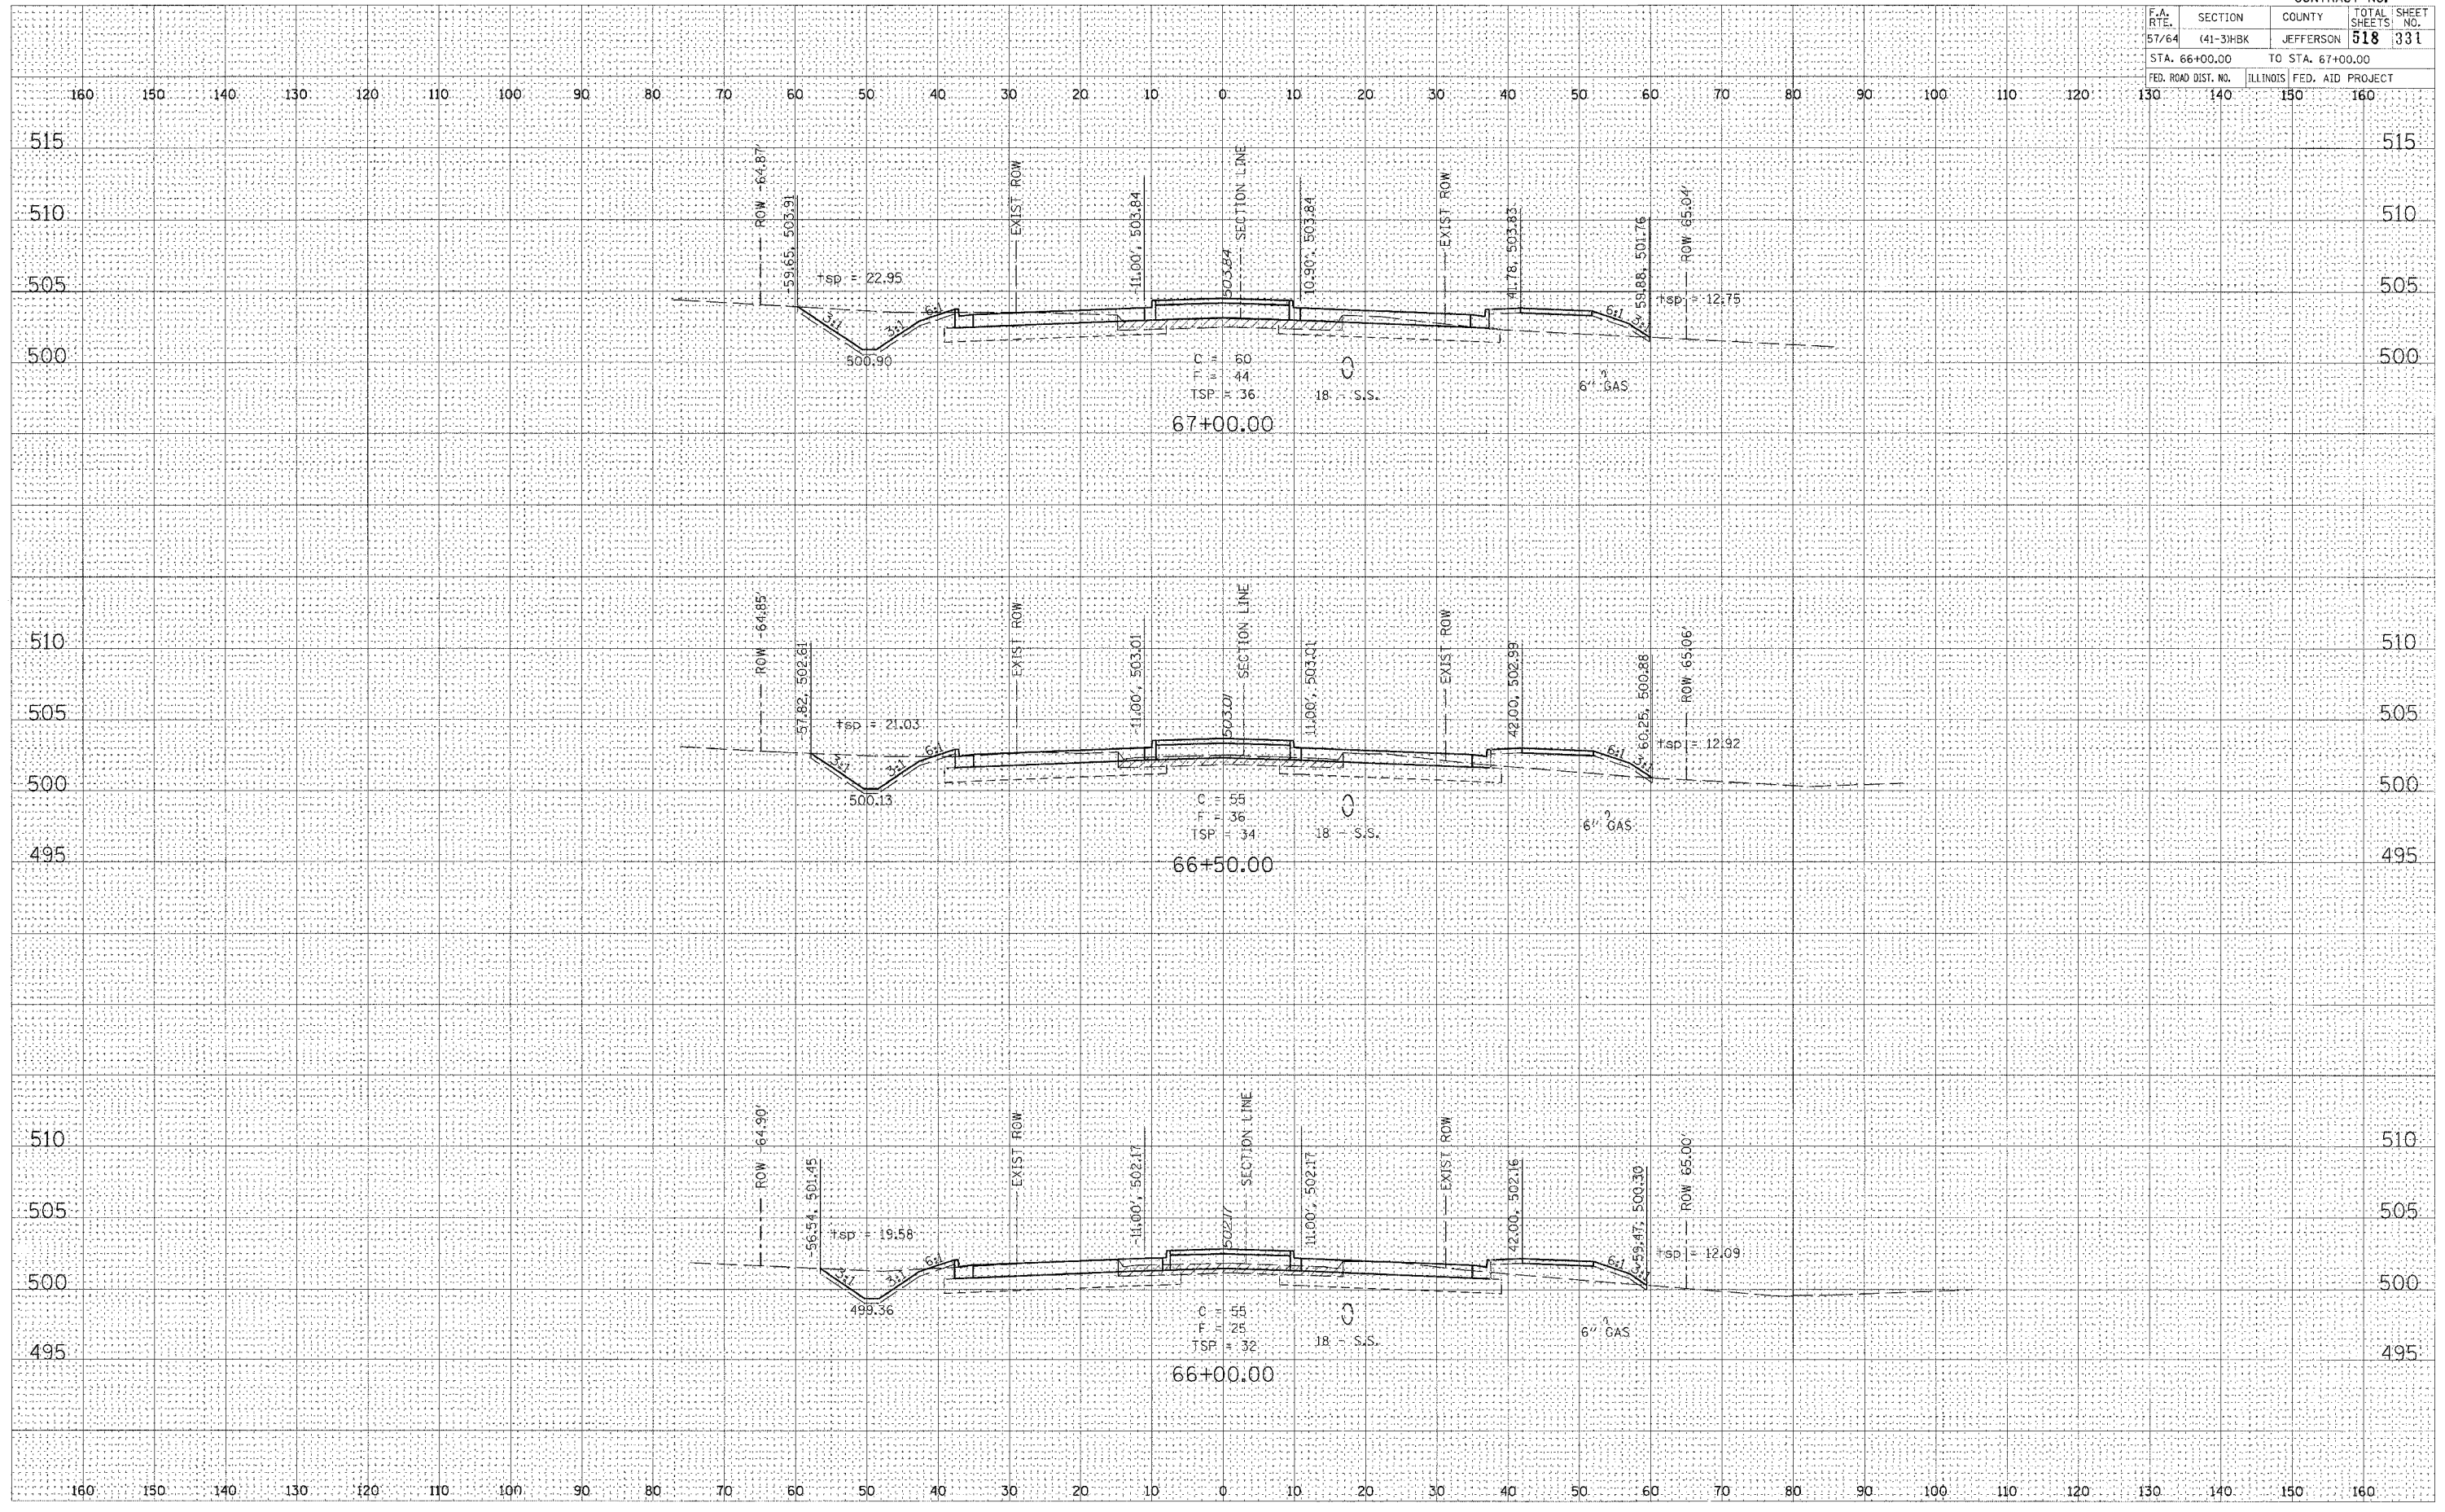 F.A. RTE. SECTION COUNTY TOTAL SHEETS SHEET NO.
57/64 (41-3)HBK JEFFERSON 518 331
STA. 66+00.00 TO STA. 67+00.00
FED. ROAD DIST. NO. ILLINOIS FED. AID PROJECT
160 150 140 130 120 110 100 90 80 70 60 50 40 30 20 10 0 10 20 30 40 50 60 70 80 90 100 110 120 130 140 150 160
515 515
510 510
505 505
500 500
ROW -64.87'
-59.65, 503.91
EXIST ROW
-11.00', 503.84
503.84
SECTION LINE
10.90', 503.84
EXIST ROW
41.78, 503.83
59.88, 501.76
ROW 65.04'
tsp = 22.95
tsp = 12.75
3:1 3:1 6:1 6:1 3:1
500.90
C = 60
F = 44
TSP = 36
18 - S.S.
6" GAS
67+00.00
510 510
505 505
500 500
495 495
ROW -64.85'
-57.82, 502.61
EXIST ROW
11.00', 503.01
503.01
SECTION LINE
11.00', 503.01
EXIST ROW
42.00, 502.99
60.25, 500.88
ROW 65.06'
tsp = 21.03
tsp = 12.92
3:1 3:1 6:1 6:1 3:1
500.13
C = 55
F = 36
TSP = 34
18 - S.S.
6" GAS
66+50.00
510 510
505 505
500 500
495 495
ROW -64.90'
-56.54, 501.45
EXIST ROW
-11.00', 502.17
502.17
SECTION LINE
11.00', 502.17
EXIST ROW
42.00, 502.16
59.47, 500.30
ROW 65.00'
tsp = 19.58
tsp = 12.09
3:1 3:1 6:1 6:1 3:1
499.36
C = 55
F = 25
TSP = 32
18 - S.S.
6" GAS
66+00.00
160 150 140 130 120 110 100 90 80 70 60 50 40 30 20 10 0 10 20 30 40 50 60 70 80 90 100 110 120 130 140 150 160